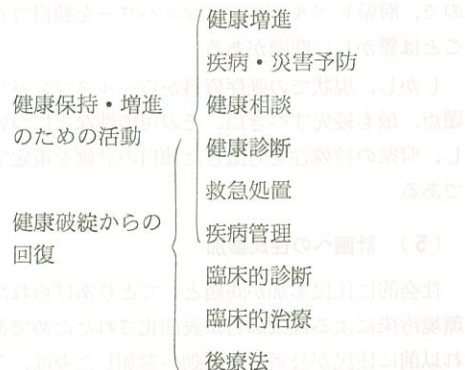 健康増進
疾病・災害予防
健康保持・増進
のための活動
健康相談
健康診断
救急処置
健康破綻からの
回復
疾病管理
臨床的診断
臨床的治療
後療法